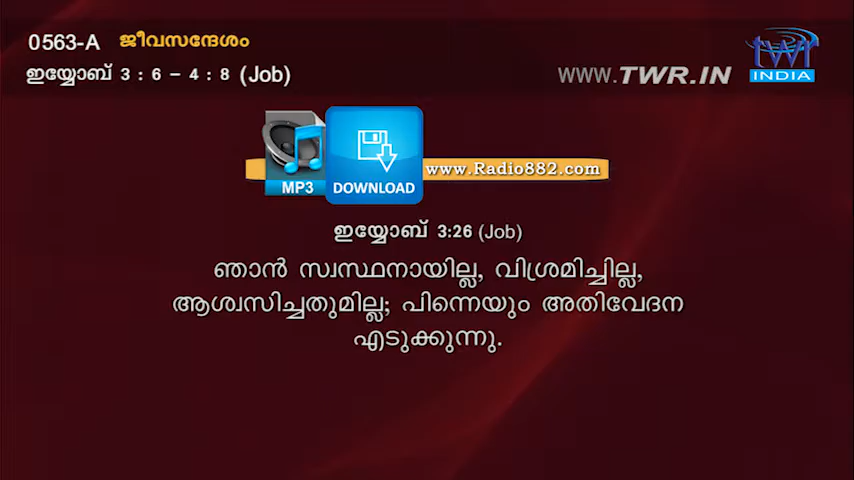 0563-A ജീവസന്ദേശം
ഇയ്യോബ് 3 : 6 – 4 : 8 (Job)
WWW.TWR.IN
twr
INDIA
MP3
DOWNLOAD
www.Radio882.com
ഇയ്യോബ് 3:26 (Job)
ഞാൻ സ്വസ്ഥനായില്ല, വിശ്രമിച്ചില്ല,
ആശ്വസിച്ചതുമില്ല; പിന്നെയും അതിവേദന
എടുക്കുന്നു.